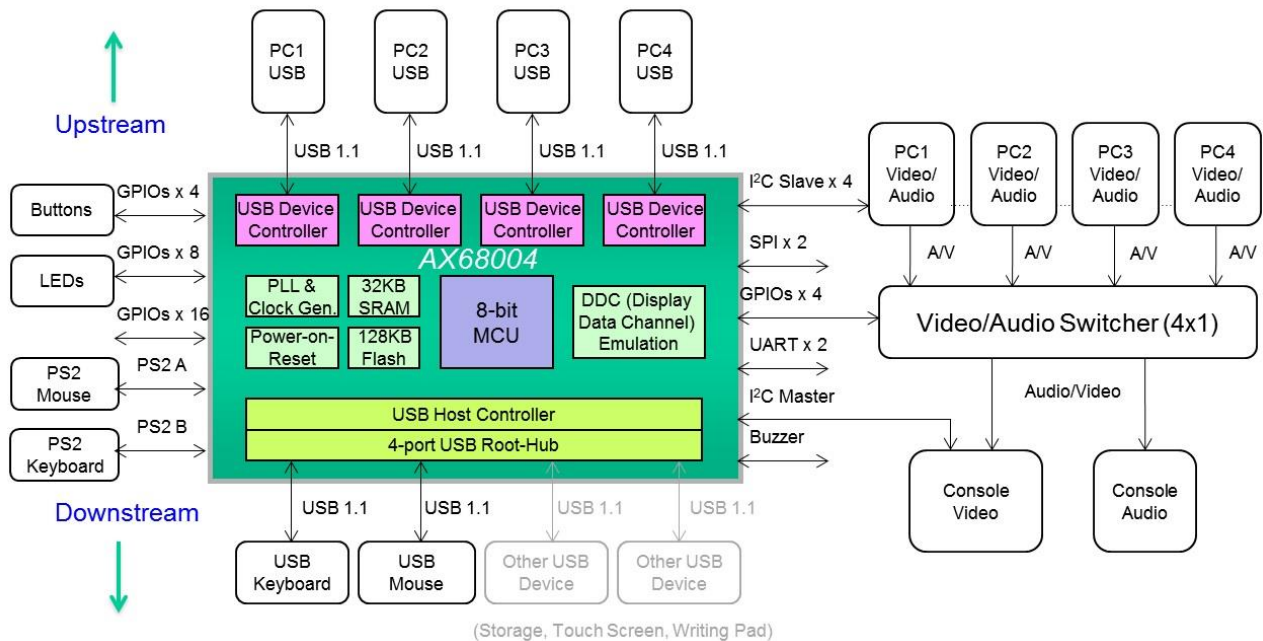 PC1
USB
PC2
USB
PC3
USB
PC4
USB
Upstream
USB 1.1
USB 1.1
USB 1.1
USB 1.1
PC1
Video/
Audio
PC2
Video/
Audio
PC3
Video/
Audio
PC4
Video/
Audio
Buttons
GPIOs x 4
USB Device
Controller
USB Device
Controller
USB Device
Controller
USB Device
Controller
I²C Slave x 4
AX68004
LEDs
GPIOs x 8
SPI x 2
A/V
A/V
A/V
A/V
PLL &
Clock Gen.
32KB
SRAM
8-bit
MCU
DDC (Display
Data Channel)
Emulation
GPIOs x 16
GPIOs x 4
Power-on-
Reset
128KB
Flash
Video/Audio Switcher (4x1)
UART x 2
PS2
Mouse
PS2 A
Audio/Video
I²C Master
USB Host Controller
PS2
Keyboard
PS2 B
4-port USB Root-Hub
Buzzer
Console
Video
Console
Audio
Downstream
USB 1.1
USB 1.1
USB 1.1
USB 1.1
USB
Keyboard
USB
Mouse
Other USB
Device
Other USB
Device
(Storage, Touch Screen, Writing Pad)